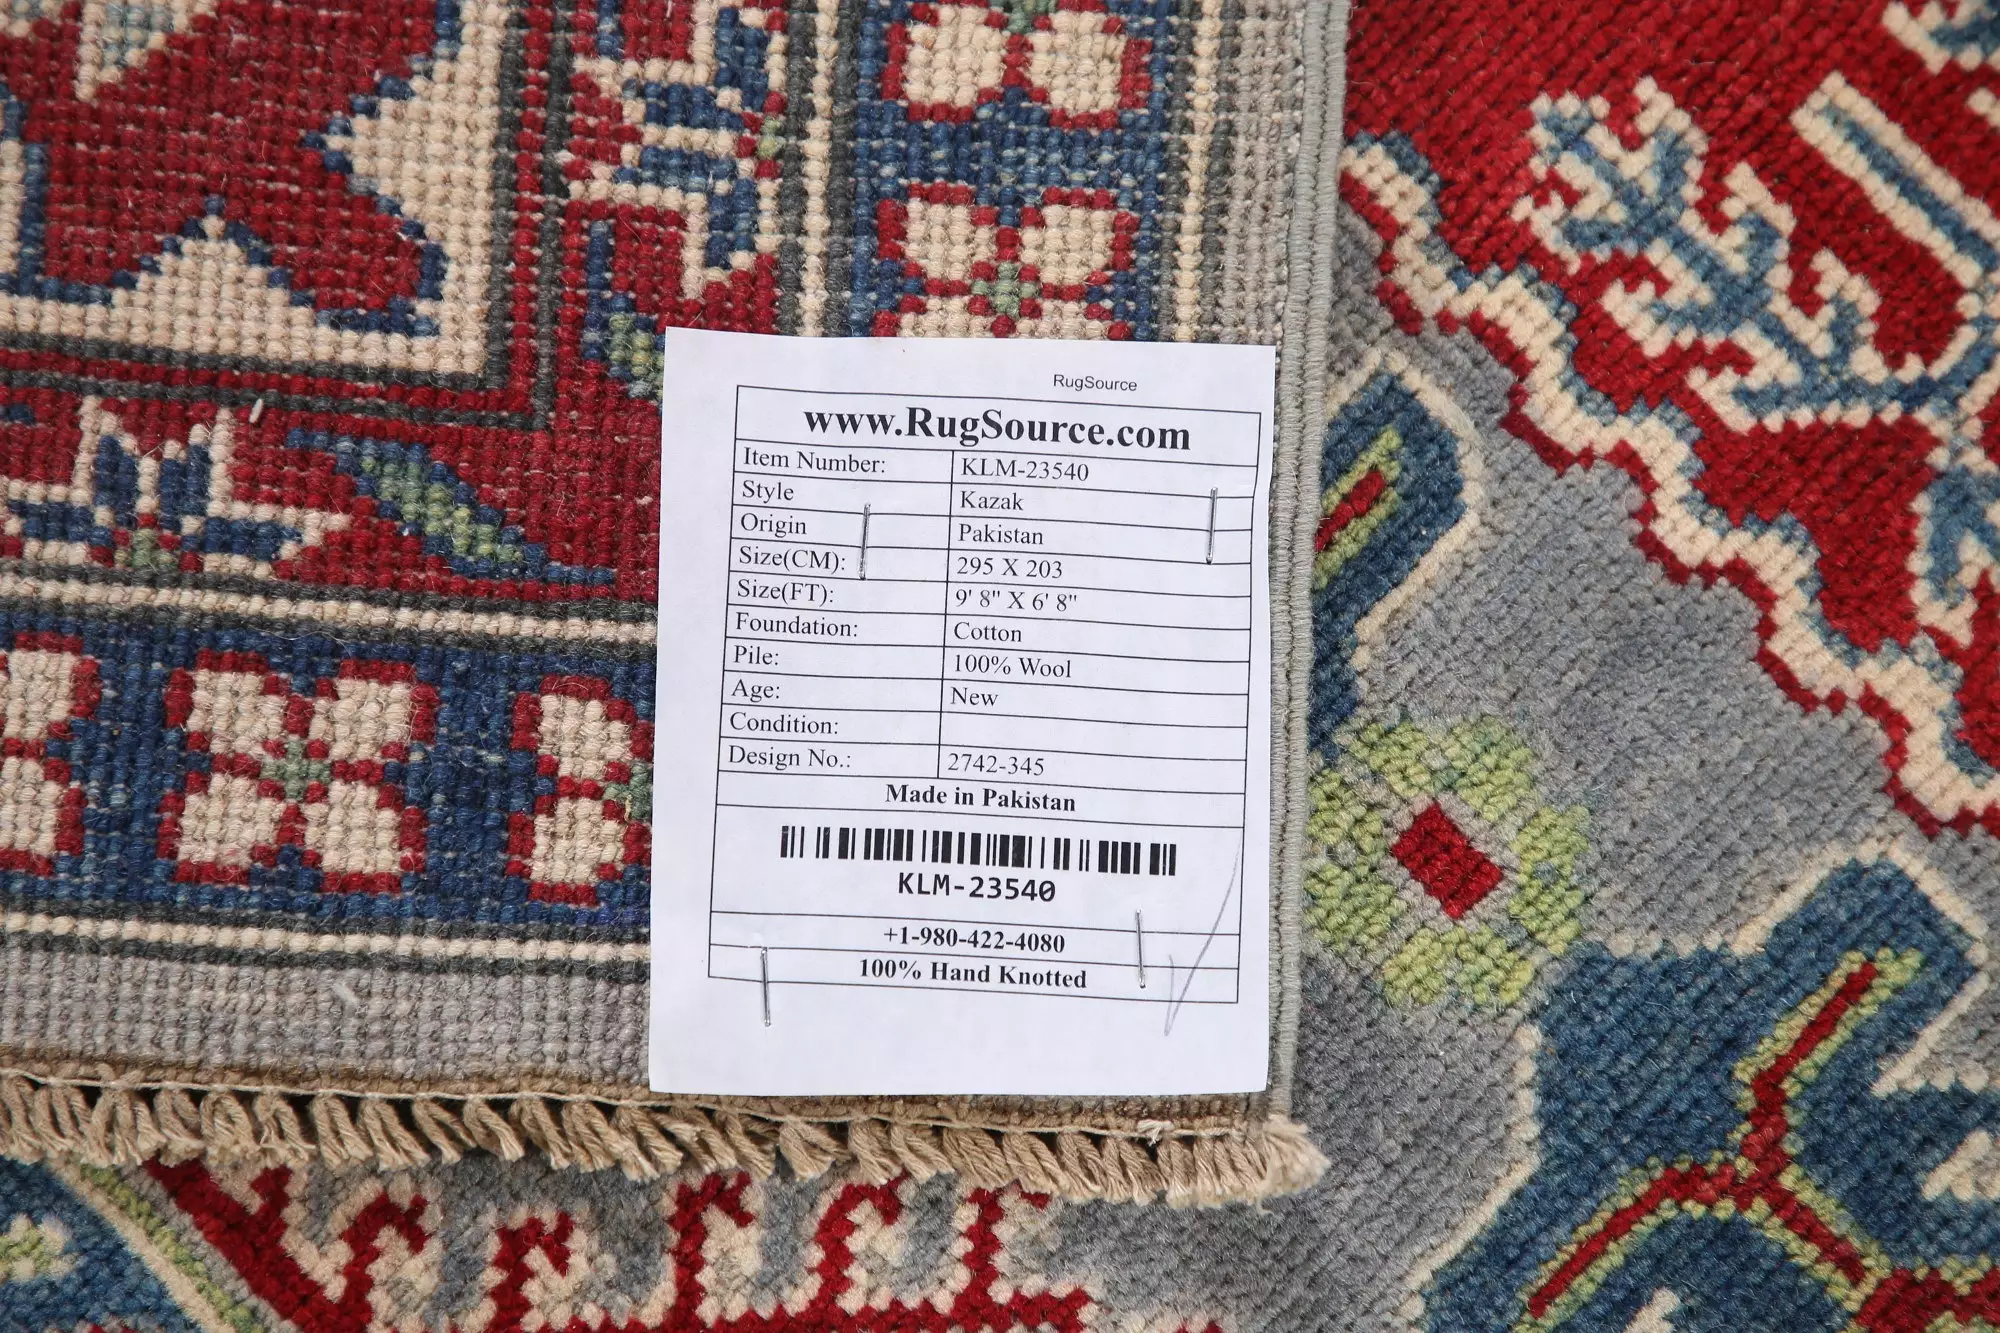 RugSource
www.RugSource.com
Item Number: KLM-23540
Style Kazak
Origin Pakistan
Size(CM): 295 X 203
Size(FT): 9' 8" X 6' 8"
Foundation: Cotton
Pile: 100% Wool
Age: New
Condition:
Design No.: 2742-345
Made in Pakistan
KLM-23540
+1-980-422-4080
100% Hand Knotted